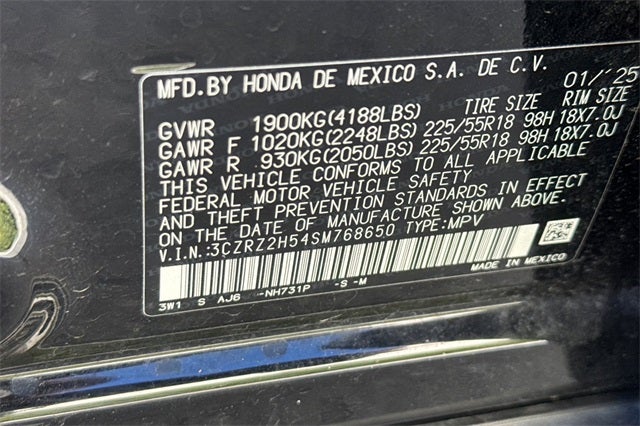 MFD.BY HONDA DE MEXICO S.A. DE C.V. 01/'25
GVWR 1900KG(4188LBS) TIRE SIZE RIM SIZE
GAWR F 1020KG(2248LBS) 225/55R18 98H 18X7.0J
GAWR R 930KG(2050LBS) 225/55R18 98H 18X7.0J
THIS VEHICLE CONFORMS TO ALL APPLICABLE
FEDERAL MOTOR VEHICLE SAFETY
AND THEFT PREVENTION STANDARDS IN EFFECT
ON THE DATE OF MANUFACTURE SHOWN ABOVE.
V.I.N.:3CZRZ2H54SM768650 TYPE:MPV
MADE IN MEXICO
3W1 S AJ6 -NH731P -S -M